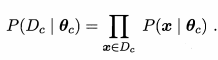 P(D_c | θ_c) = ∏_{x∈D_c} P(x | θ_c) .